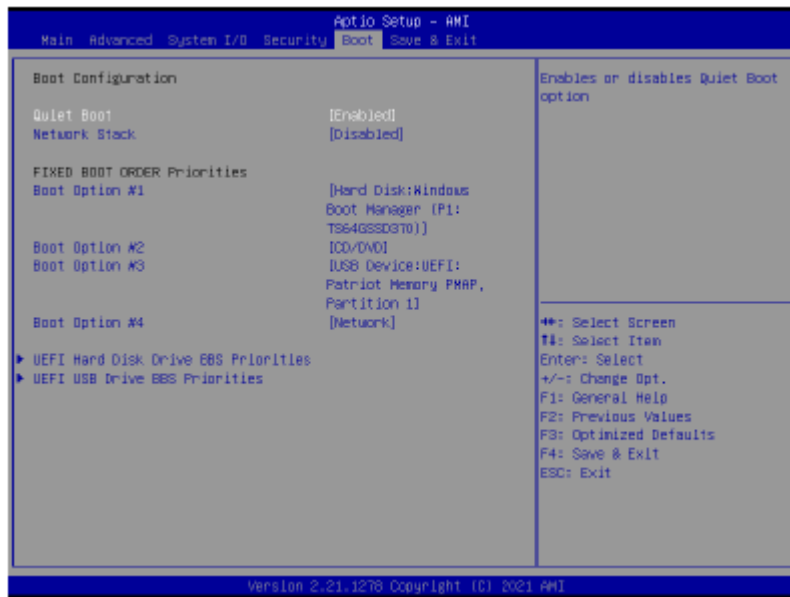 Aptio Setup - AMI
Main Advanced System I/O Security Boot Save & Exit
Boot Configuration
Quiet Boot [Enabled]
Network Stack [Disabled]
FIXED BOOT ORDER Priorities
Boot Option #1 [Hard Disk:Windows
Boot Manager (P1:
TS64GSSD370)]
Boot Option #2 [CD/DVD]
Boot Option #3 [USB Device:UEFI:
Patriot Memory PMAP,
Partition 1]
Boot Option #4 [Network]
UEFI Hard Disk Drive BBS Priorities
UEFI USB Drive BBS Priorities
Enables or disables Quiet Boot
option
: Select Screen
: Select Item
Enter: Select
+/-: Change Opt.
F1: General Help
F2: Previous Values
F3: Optimized Defaults
F4: Save & Exit
ESC: Exit
Version 2.21.1278 Copyright (C) 2021 AMI